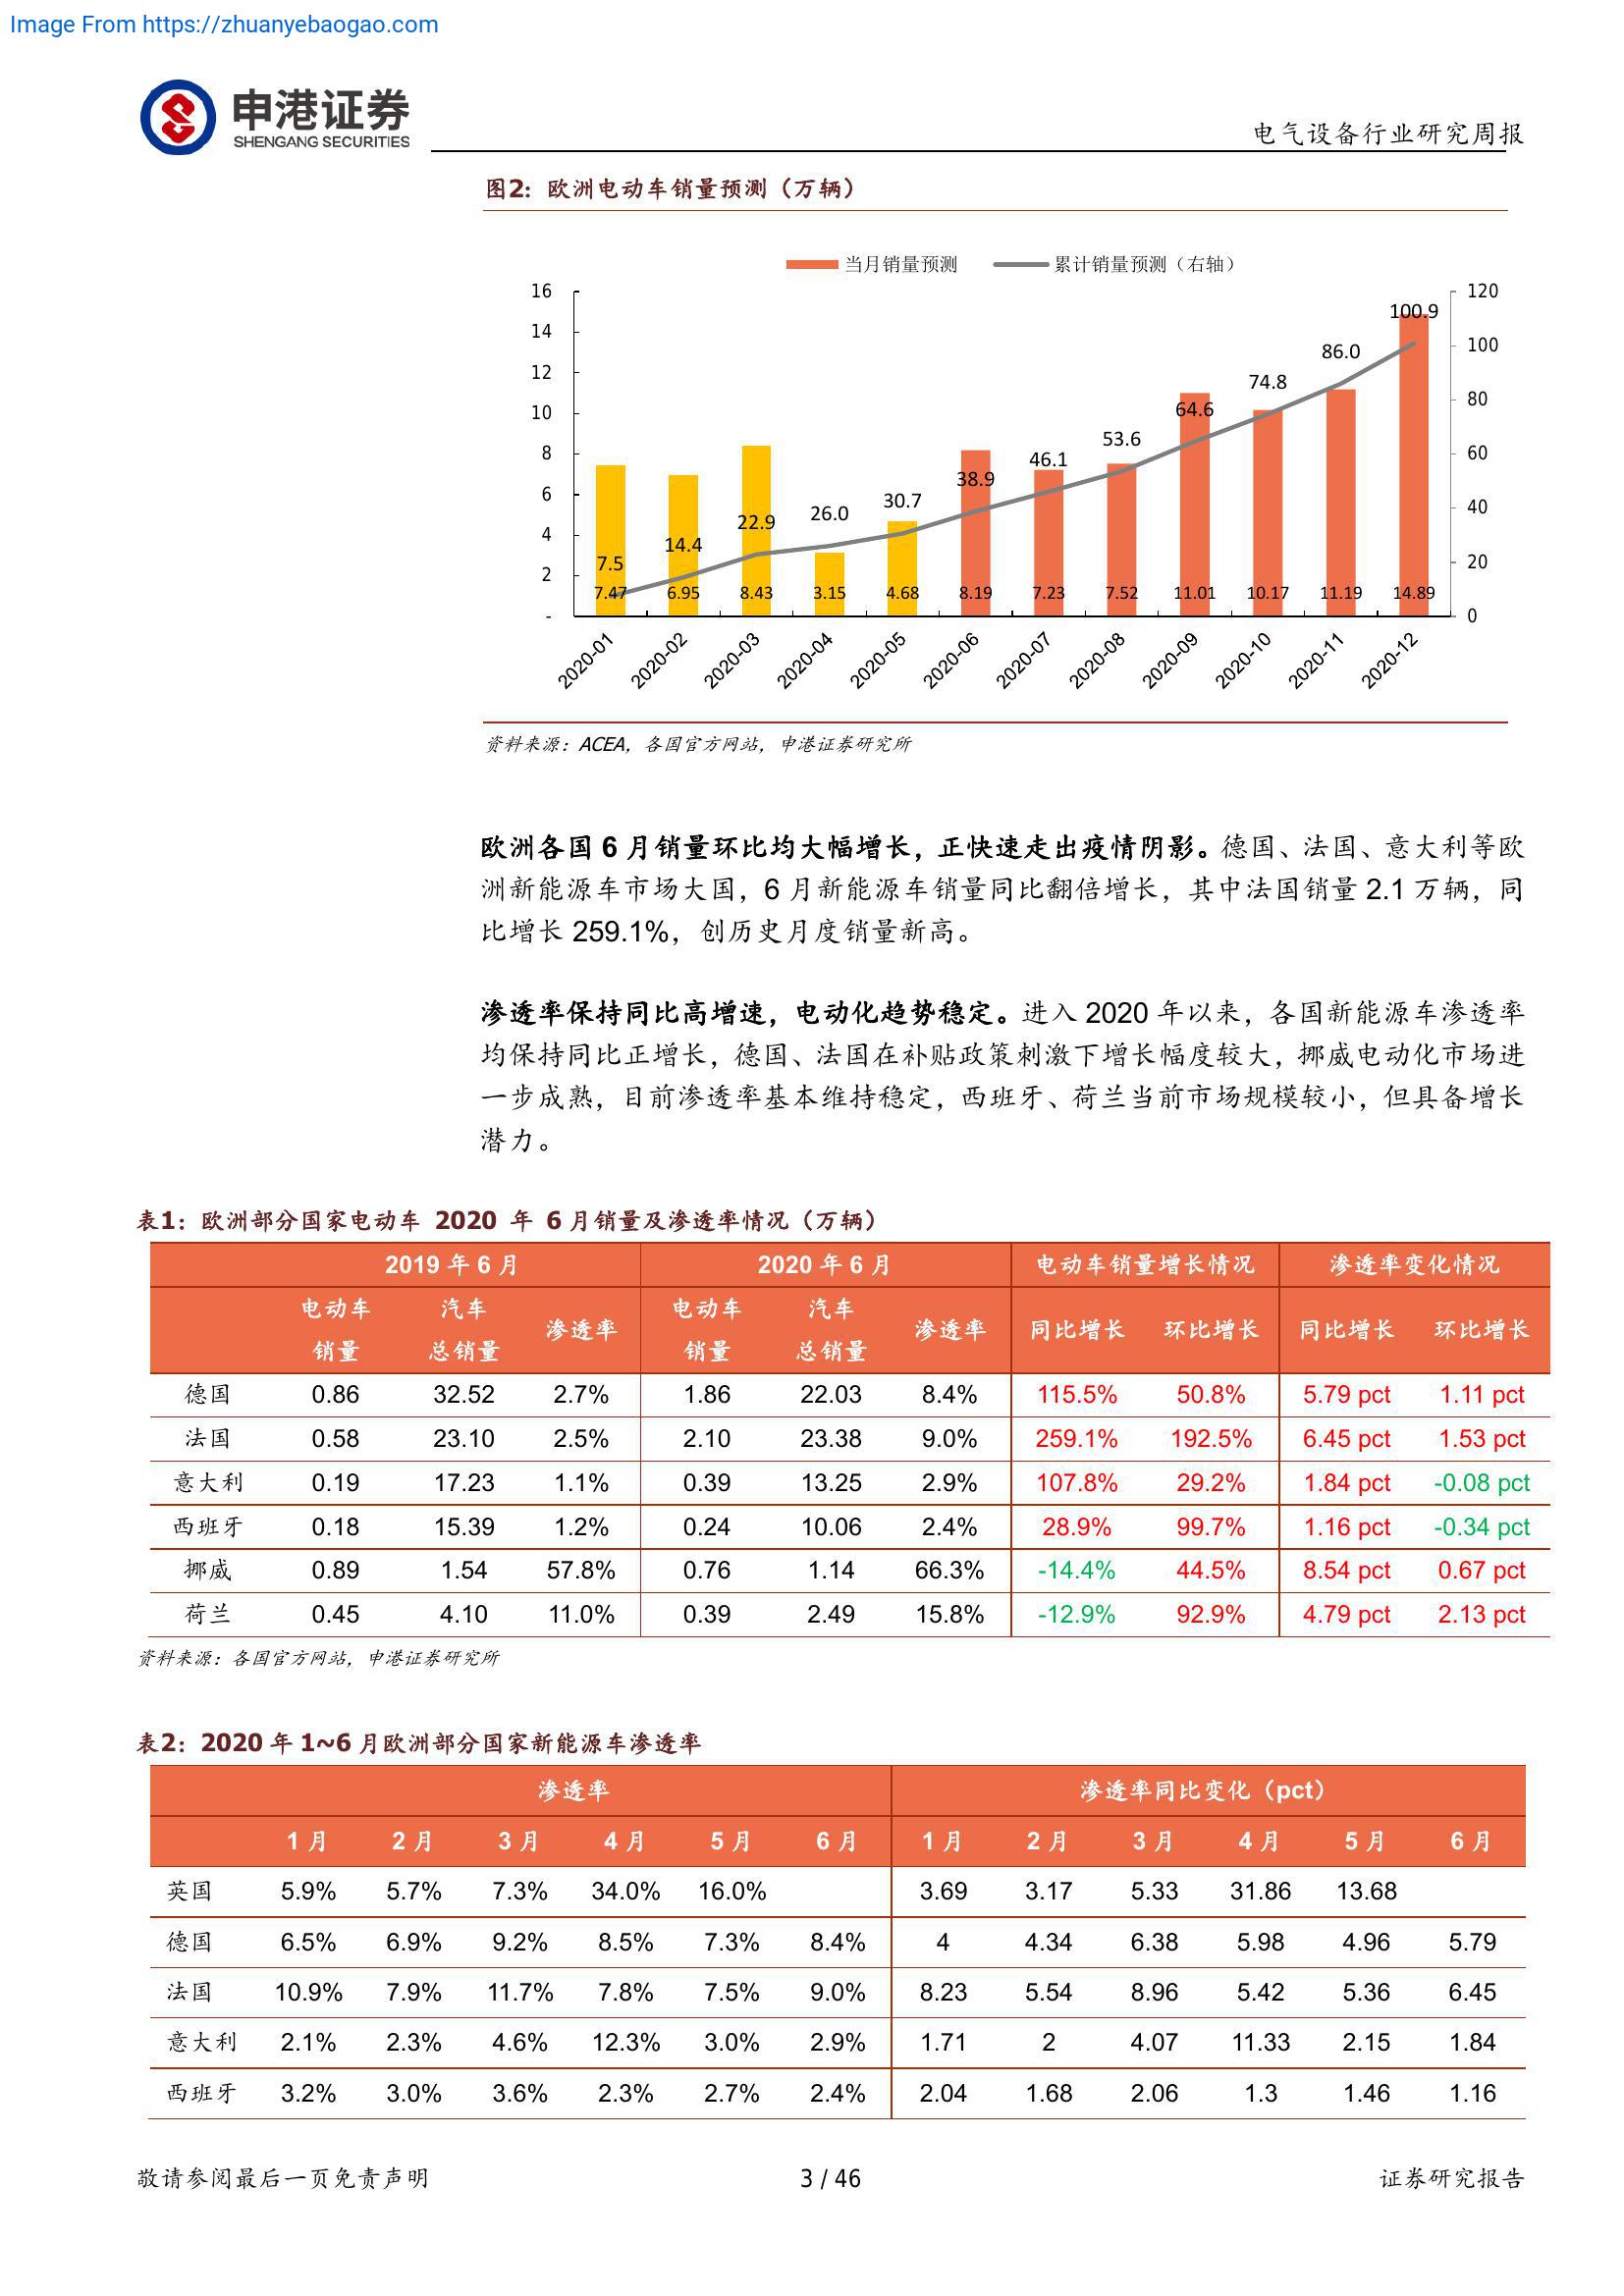 Image From https://zhuanyebaogao.com
申港证券
SHENGANG SECURITIES
电气设备行业研究周报
图2：欧洲电动车销量预测（万辆）
当月销量预测 累计销量预测（右轴）
16 120
14 100
12 80
10 60
8 40
6 20
4 0
2
-
7.5 14.4 22.9 26.0 30.7 38.9 46.1 53.6 64.6 74.8 86.0 100.9
7.47 6.95 8.43 3.15 4.68 8.19 7.23 7.52 11.01 10.17 11.19 14.89
2020-01 2020-02 2020-03 2020-04 2020-05 2020-06 2020-07 2020-08 2020-09 2020-10 2020-11 2020-12
资料来源：ACEA，各国官方网站，申港证券研究所
欧洲各国 6 月销量环比均大幅增长，正快速走出疫情阴影。德国、法国、意大利等欧
洲新能源车市场大国，6 月新能源车销量同比翻倍增长，其中法国销量 2.1 万辆，同
比增长 259.1%，创历史月度销量新高。
渗透率保持同比高增速，电动化趋势稳定。进入 2020 年以来，各国新能源车渗透率
均保持同比正增长，德国、法国在补贴政策刺激下增长幅度较大，挪威电动化市场进
一步成熟，目前渗透率基本维持稳定，西班牙、荷兰当前市场规模较小，但具备增长
潜力。
表1：欧洲部分国家电动车 2020 年 6 月销量及渗透率情况（万辆）
2019 年 6 月 2020 年 6 月 电动车销量增长情况 渗透率变化情况
电动车 汽车 电动车 汽车
渗透率 渗透率 同比增长 环比增长 同比增长 环比增长
销量 总销量 销量 总销量
德国 0.86 32.52 2.7% 1.86 22.03 8.4% 115.5% 50.8% 5.79 pct 1.11 pct
法国 0.58 23.10 2.5% 2.10 23.38 9.0% 259.1% 192.5% 6.45 pct 1.53 pct
意大利 0.19 17.23 1.1% 0.39 13.25 2.9% 107.8% 29.2% 1.84 pct -0.08 pct
西班牙 0.18 15.39 1.2% 0.24 10.06 2.4% 28.9% 99.7% 1.16 pct -0.34 pct
挪威 0.89 1.54 57.8% 0.76 1.14 66.3% -14.4% 44.5% 8.54 pct 0.67 pct
荷兰 0.45 4.10 11.0% 0.39 2.49 15.8% -12.9% 92.9% 4.79 pct 2.13 pct
资料来源：各国官方网站，申港证券研究所
表2：2020 年 1~6 月欧洲部分国家新能源车渗透率
渗透率 渗透率同比变化（pct）
1 月 2 月 3 月 4 月 5 月 6 月 1 月 2 月 3 月 4 月 5 月 6 月
英国 5.9% 5.7% 7.3% 34.0% 16.0% 3.69 3.17 5.33 31.86 13.68
德国 6.5% 6.9% 9.2% 8.5% 7.3% 8.4% 4 4.34 6.38 5.98 4.96 5.79
法国 10.9% 7.9% 11.7% 7.8% 7.5% 9.0% 8.23 5.54 8.96 5.42 5.36 6.45
意大利 2.1% 2.3% 4.6% 12.3% 3.0% 2.9% 1.71 2 4.07 11.33 2.15 1.84
西班牙 3.2% 3.0% 3.6% 2.3% 2.7% 2.4% 2.04 1.68 2.06 1.3 1.46 1.16
敬请参阅最后一页免责声明 3 / 46 证券研究报告